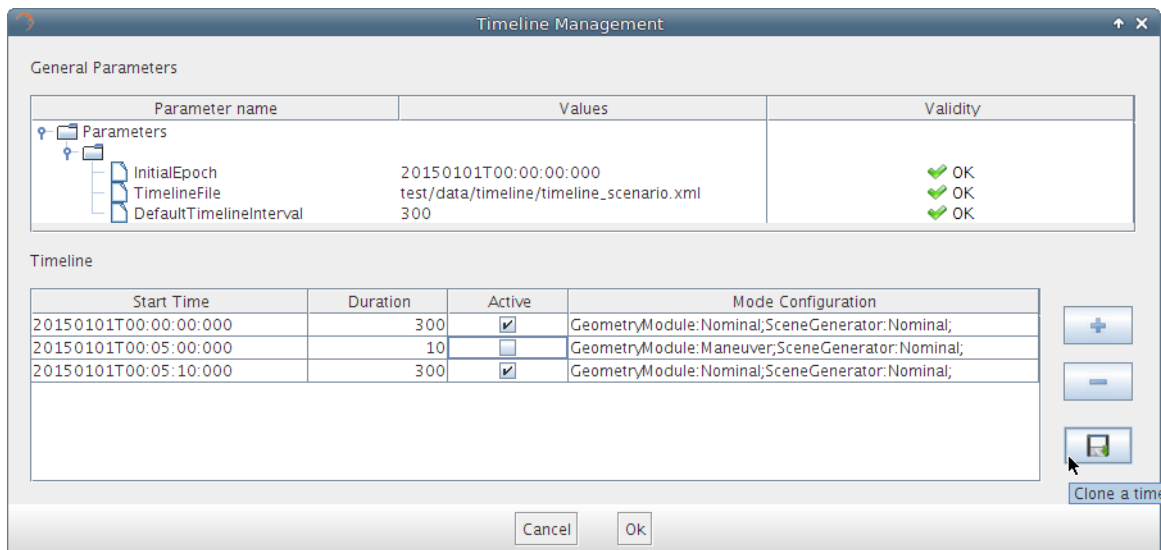 Timeline Management
General Parameters
Parameter name Values Validity
Parameters
InitialEpoch 20150101T00:00:00:000 OK
TimelineFile test/data/timeline/timeline_scenario.xml OK
DefaultTimelineInterval 300 OK
Timeline
Start Time Duration Active Mode Configuration
20150101T00:00:00:000 300 GeometryModule:Nominal;SceneGenerator:Nominal;
20150101T00:05:00:000 10 GeometryModule:Maneuver;SceneGenerator:Nominal;
20150101T00:05:10:000 300 GeometryModule:Nominal;SceneGenerator:Nominal;
Clone a time
Cancel Ok